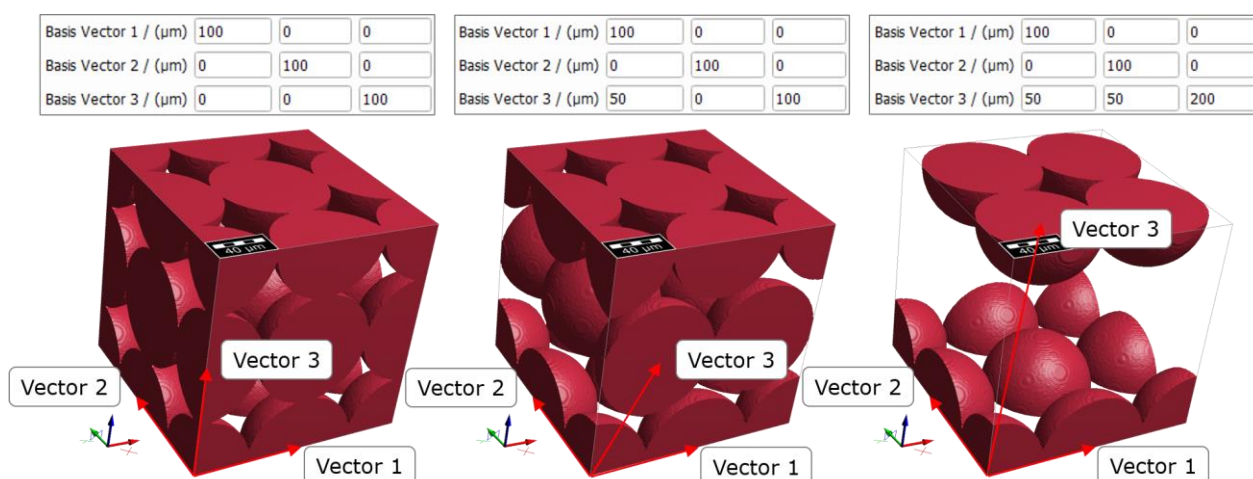 Basis Vector 1 / (µm) 100 0 0
Basis Vector 2 / (µm) 0 100 0
Basis Vector 3 / (µm) 0 0 100
Basis Vector 1 / (µm) 100 0 0
Basis Vector 2 / (µm) 0 100 0
Basis Vector 3 / (µm) 50 0 100
Basis Vector 1 / (µm) 100 0 0
Basis Vector 2 / (µm) 0 100 0
Basis Vector 3 / (µm) 50 50 200
40 µm
Vector 3
Vector 2
Vector 1
X
40 µm
Vector 3
Vector 2
Vector 1
X
40 µm
Vector 3
Vector 2
Vector 1
X